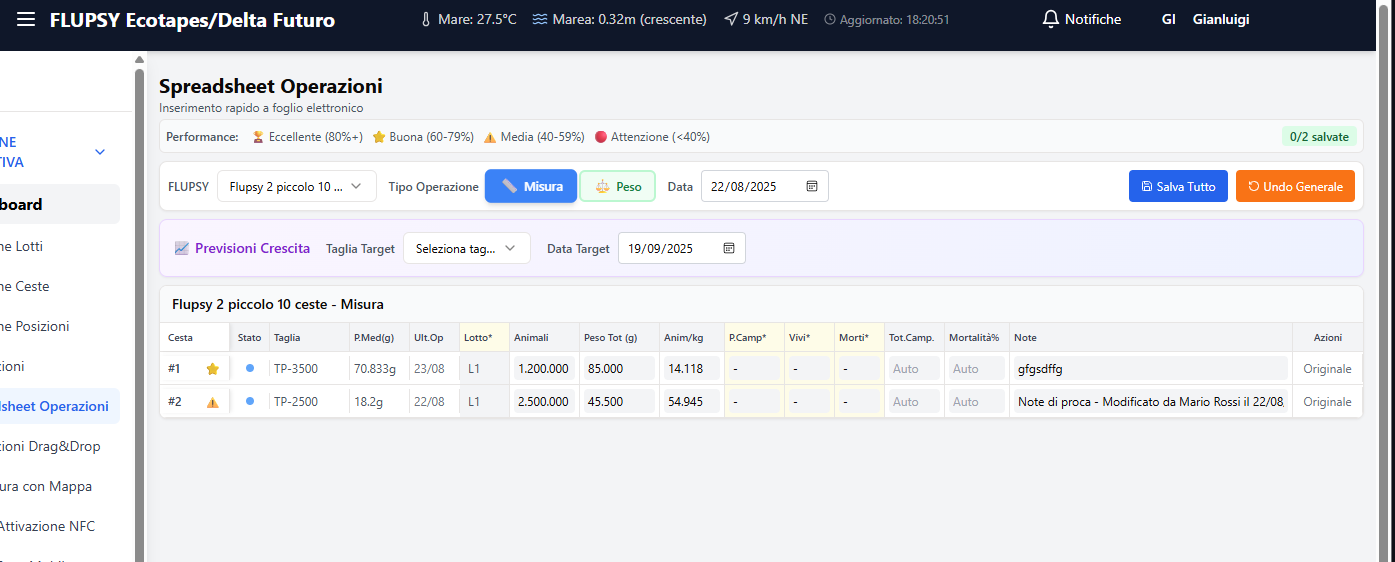 FLUPSY Ecotapes/Delta Futuro Mare: 27.5°C Marea: 0.32m (crescente) 9 km/h NE Aggiornato: 18:20:51 Notifiche GI Gianluigi
NE
TIVA
board
ne Lotti
ne Ceste
ne Posizioni
ioni
dsheet Operazioni
zioni Drag&Drop
ura con Mappa
Attivazione NFC
Spreadsheet Operazioni
Inserimento rapido a foglio elettronico
Performance: Eccellente (80%+) Buona (60-79%) Media (40-59%) Attenzione (<40%) 0/2 salvate
FLUPSY Flupsy 2 piccolo 10 ... Tipo Operazione Misura Peso Data 22/08/2025 Salva Tutto Undo Generale
Previsioni Crescita Taglia Target Seleziona tag... Data Target 19/09/2025
Flupsy 2 piccolo 10 ceste - Misura
Cesta Stato Taglia P.Med(g) Ult.Op Lotto* Animali Peso Tot (g) Anim/kg P.Camp* Vivi* Morti* Tot.Camp. Mortalità% Note Azioni
#1 TP-3500 70.833g 23/08 L1 1.200.000 85.000 14.118 - - - Auto Auto gfgsdffg Originale
#2 TP-2500 18.2g 22/08 L1 2.500.000 45.500 54.945 - - - Auto Auto Note di proca - Modificato da Mario Rossi il 22/08, Originale